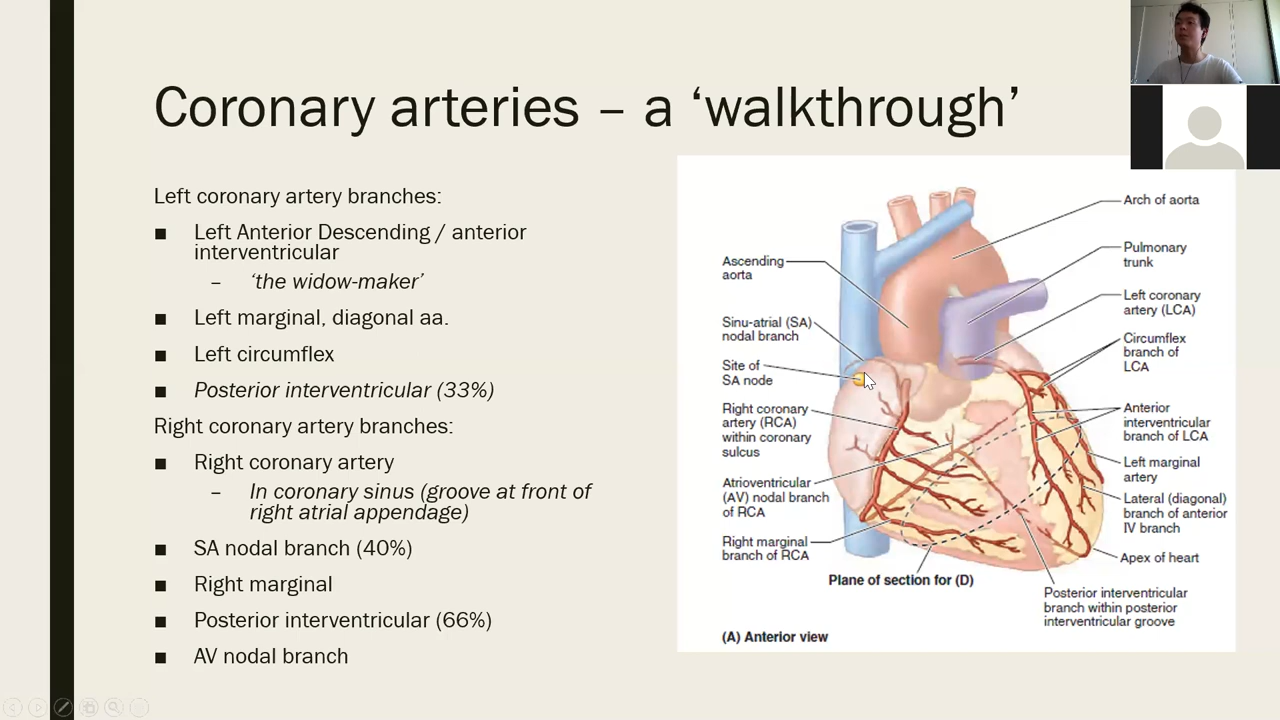 Coronary arteries – a ‘walkthrough’
Left coronary artery branches:
■ Left Anterior Descending / anterior
interventricular
– ‘the widow-maker’
■ Left marginal, diagonal aa.
■ Left circumflex
■ Posterior interventricular (33%)
Right coronary artery branches:
■ Right coronary artery
– In coronary sinus (groove at front of
right atrial appendage)
■ SA nodal branch (40%)
■ Right marginal
■ Posterior interventricular (66%)
■ AV nodal branch
Ascending
aorta
Sinu-atrial (SA)
nodal branch
Site of
SA node
Right coronary
artery (RCA)
within coronary
sulcus
Atrioventricular
(AV) nodal branch
of RCA
Right marginal
branch of RCA
Arch of aorta
Pulmonary
trunk
Left coronary
artery (LCA)
Circumflex
branch of
LCA
Anterior
interventricular
branch of LCA
Left marginal
artery
Lateral (diagonal)
branch of anterior
IV branch
Apex of heart
Posterior interventricular
branch within posterior
interventricular groove
Plane of section for (D)
(A) Anterior view